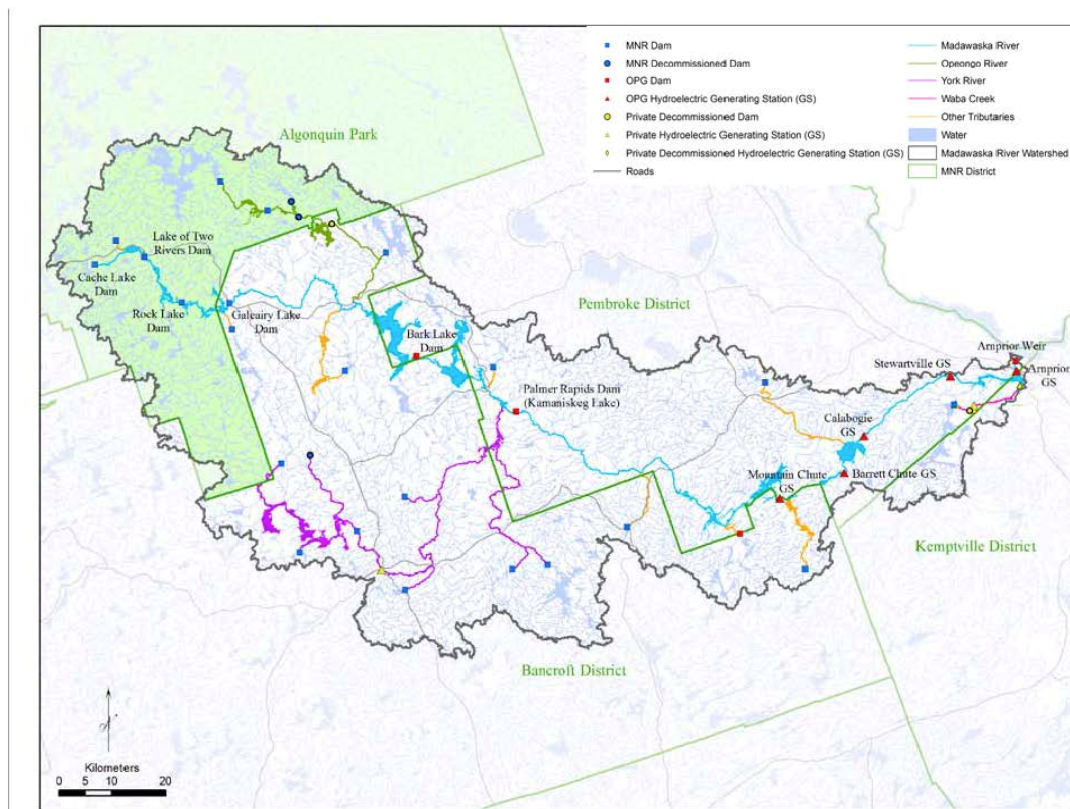 MNR Dam
MNR Decommissioned Dam
OPG Dam
OPG Hydroelectric Generating Station (GS)
Private Decommissioned Dam
Private Hydroelectric Generating Station (GS)
Private Decommissioned Hydroelectric Generating Station (GS)
Roads
Madawaska River
Opeongo River
York River
Waba Creek
Other Tributaries
Water
Madawaska River Watershed
MNR District
Algonquin Park
Lake of Two
Rivers Dam
Cache Lake
Dam
Rock Lake
Dam
Galeairy Lake
Dam
Bark Lake
Dam
Pembroke District
Palmer Rapids Dam
(Kamaniskeg Lake)
Stewartville GS
Arnprior Weir
Arnprior
GS
Calabogie
GS
Mountain Chute
GS
Barrett Chute GS
Kemptville District
Bancroft District
N
Kilometers
0 5 10 20